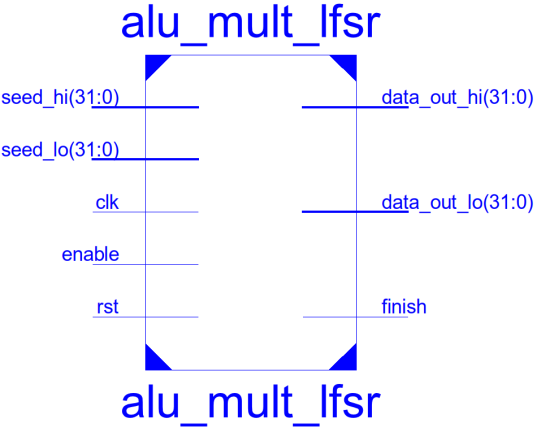 alu_mult_lfsr
seed_hi(31:0)
data_out_hi(31:0)
seed_lo(31:0)
clk
data_out_lo(31:0)
enable
rst
finish
alu_mult_lfsr